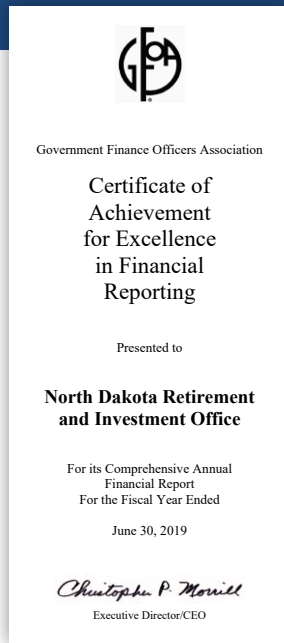 GFOA
Government Finance Officers Association
Certificate of
Achievement
for Excellence
in Financial
Reporting
Presented to
North Dakota Retirement
and Investment Office
For its Comprehensive Annual
Financial Report
For the Fiscal Year Ended
June 30, 2019
Christopher P. Morrill
Executive Director/CEO